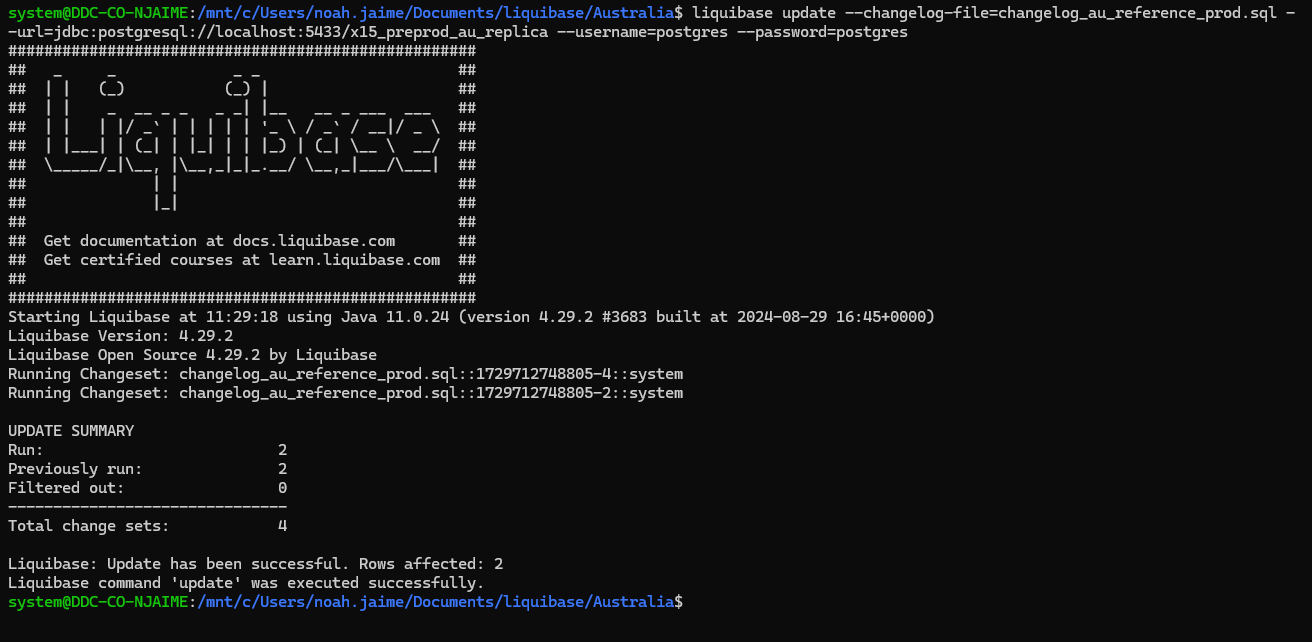 system@DDC-CO-NJAIME:/mnt/c/Users/noah.jaime/Documents/liquibase/Australia$ liquibase update --changelog-file=changelog_au_reference_prod.sql -
-url=jdbc:postgresql://localhost:5433/x15_preprod_au_replica --username=postgres --password=postgres
####################################################
##   _     _             _ _                      ##
##  | |   (_)           (_) |                     ##
##  | |    _  __ _ _   _ _| |__   __ _ ___  ___   ##
##  | |   | |/ _` | | | | | '_ \ / _` / __|/ _ \  ##
##  | |___| | (_| | |_| | | |_) | (_| \__ \  __/  ##
##  \_____/_|\__, |\__,_|_|_.__/ \__,_|___/\___|  ##
##              | |                               ##
##              |_|                               ##
##                                                ##
##  Get documentation at docs.liquibase.com       ##
##  Get certified courses at learn.liquibase.com  ##
##                                                ##
####################################################
Starting Liquibase at 11:29:18 using Java 11.0.24 (version 4.29.2 #3683 built at 2024-08-29 16:45+0000)
Liquibase Version: 4.29.2
Liquibase Open Source 4.29.2 by Liquibase
Running Changeset: changelog_au_reference_prod.sql::1729712748805-4::system
Running Changeset: changelog_au_reference_prod.sql::1729712748805-2::system
UPDATE SUMMARY
Run:                          2
Previously run:               2
Filtered out:                 0
-------------------------------
Total change sets:            4
Liquibase: Update has been successful. Rows affected: 2
Liquibase command 'update' was executed successfully.
system@DDC-CO-NJAIME:/mnt/c/Users/noah.jaime/Documents/liquibase/Australia$